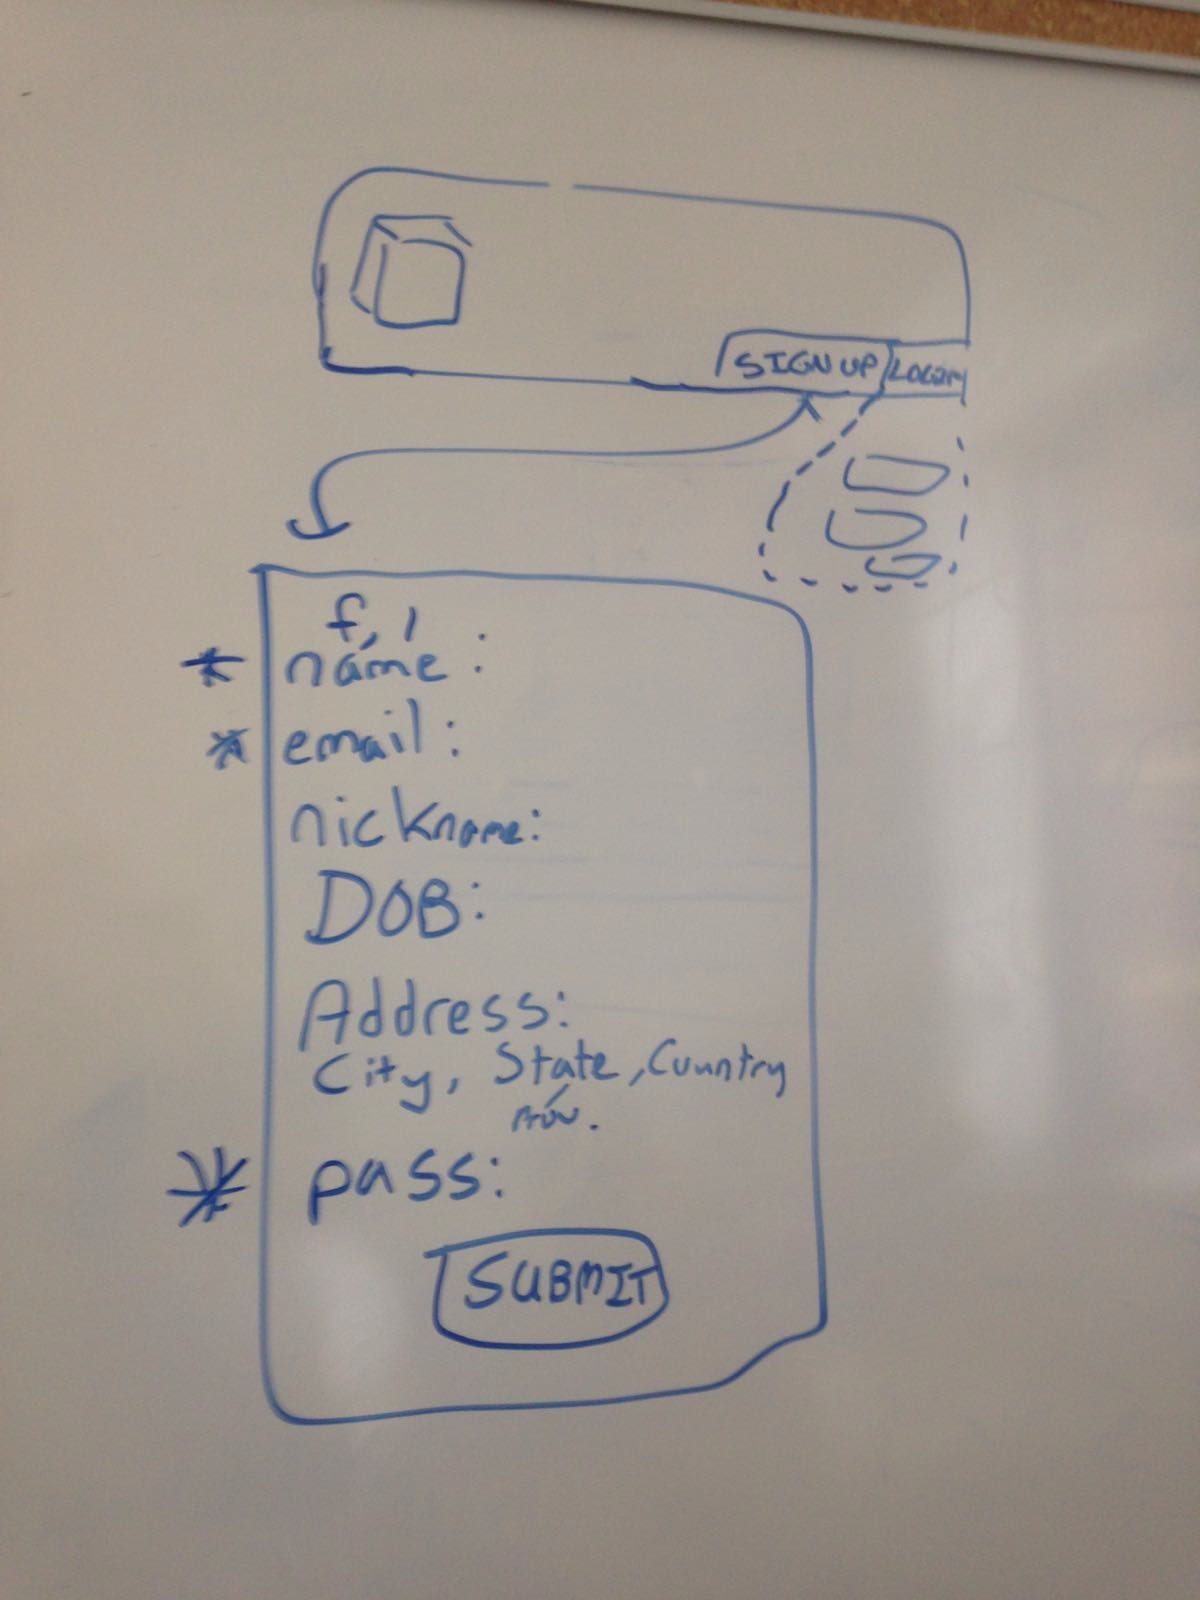 SIGN UP LOGIN
f, l
* name :
* email :
nickname:
DOB:
Address:
City, State, Country
Prov.
* pass:
SUBMIT